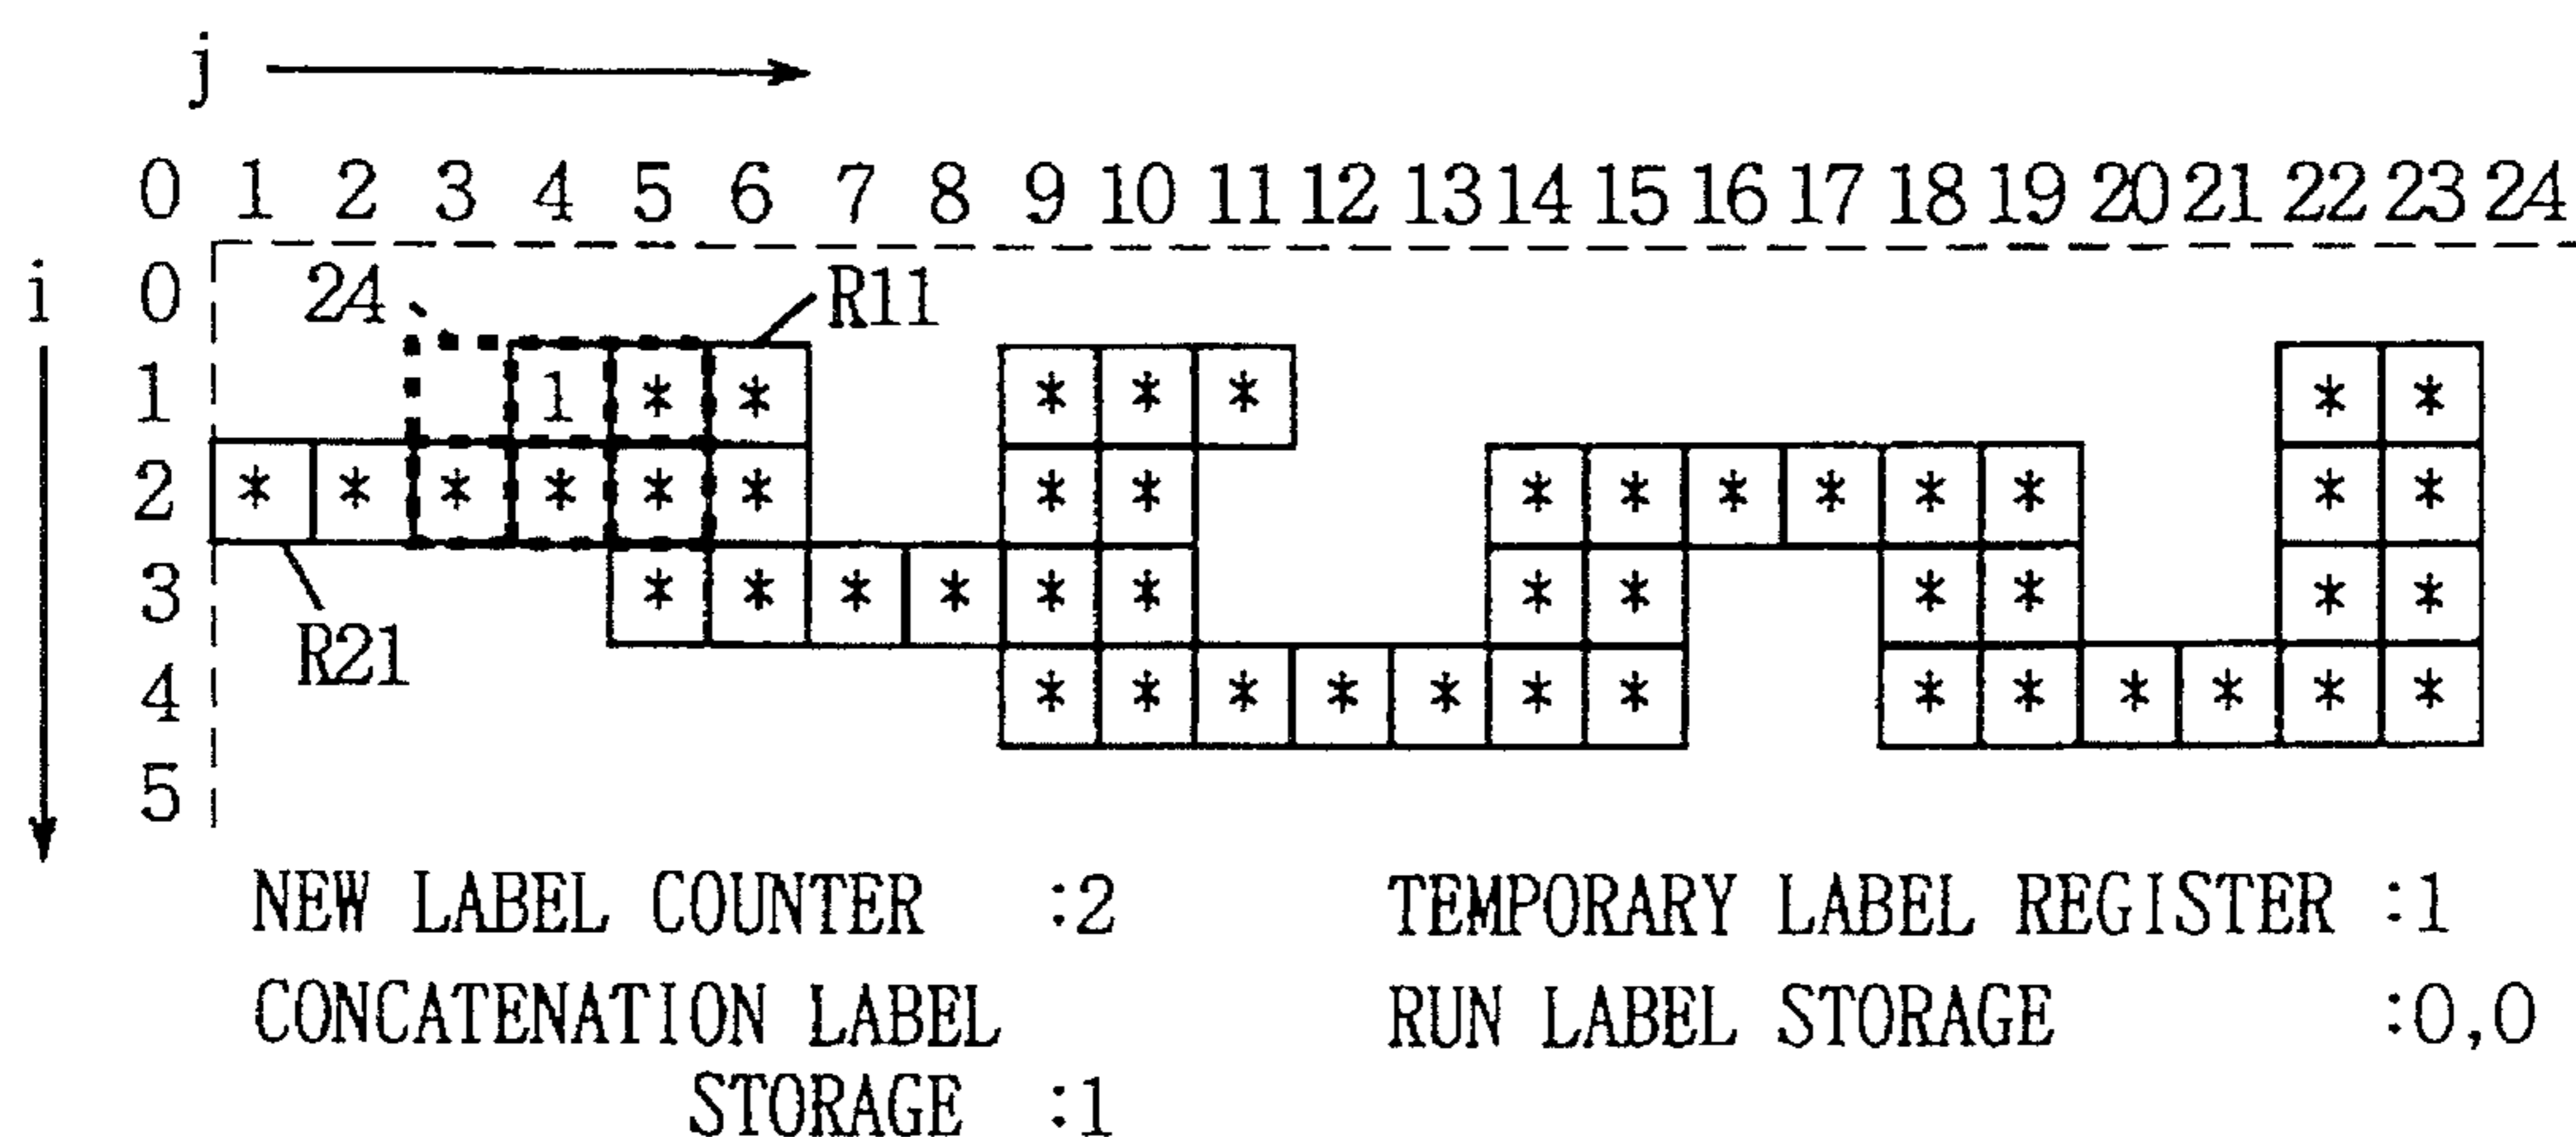 j
0 1 2 3 4 5 6 7 8 9 10 11 12 13 14 15 16 17 18 19 20 21 22 23 24
i 0 24 R11
1 1 * * * * * * *
2 * * * * * * * * * * * * * * * *
3 * * * * * * * * * * * *
R21
4 * * * * * * * * * * * * *
5
NEW LABEL COUNTER :2 TEMPORARY LABEL REGISTER :1
CONCATENATION LABEL RUN LABEL STORAGE :0,0
STORAGE :1